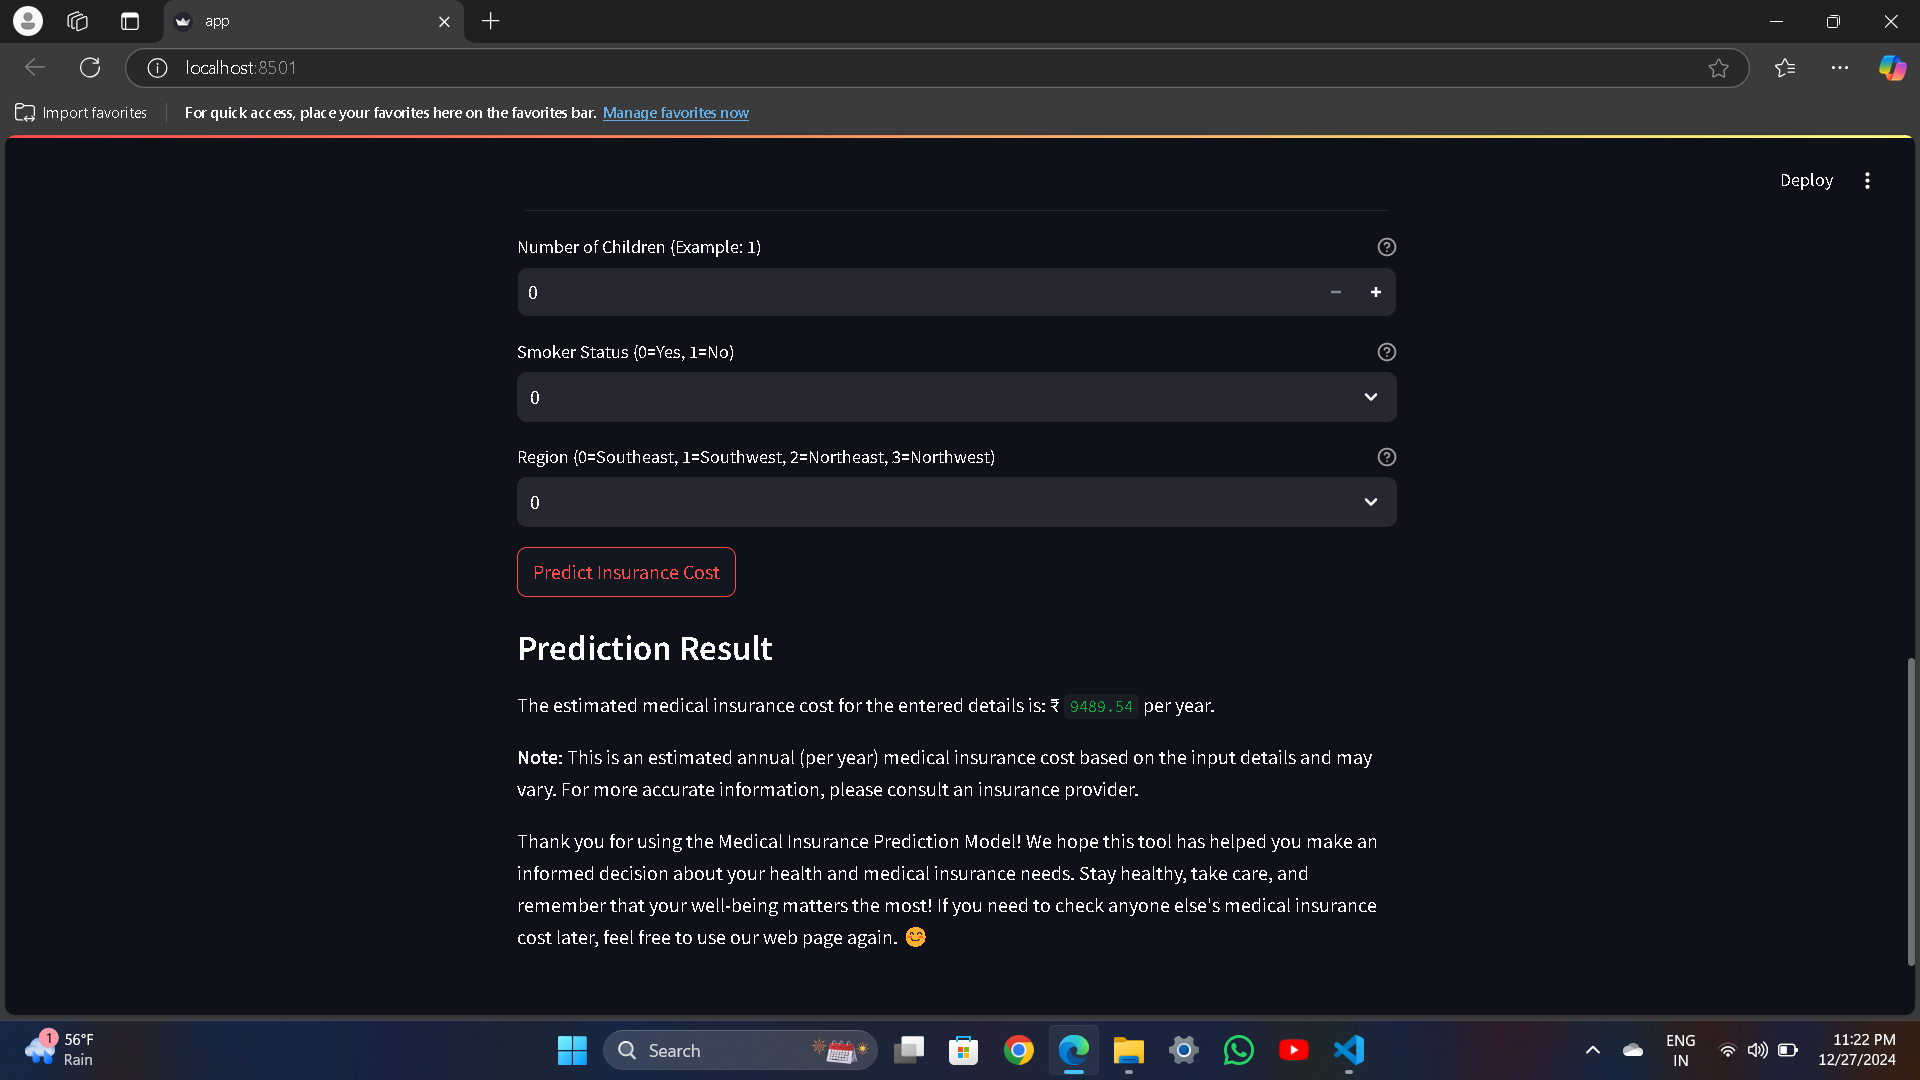 app
localhost:8501
Import favorites
For quick access, place your favorites here on the favorites bar. Manage favorites now
Deploy
Number of Children (Example: 1)
0
Smoker Status (0=Yes, 1=No)
0
Region (0=Southeast, 1=Southwest, 2=Northeast, 3=Northwest)
0
Predict Insurance Cost
Prediction Result
The estimated medical insurance cost for the entered details is: ₹ 9489.54 per year.
Note: This is an estimated annual (per year) medical insurance cost based on the input details and may
vary. For more accurate information, please consult an insurance provider.
Thank you for using the Medical Insurance Prediction Model! We hope this tool has helped you make an
informed decision about your health and medical insurance needs. Stay healthy, take care, and
remember that your well-being matters the most! If you need to check anyone else's medical insurance
cost later, feel free to use our web page again. 😊
1
56°F
Rain
Search
ENG
IN
11:22 PM
12/27/2024